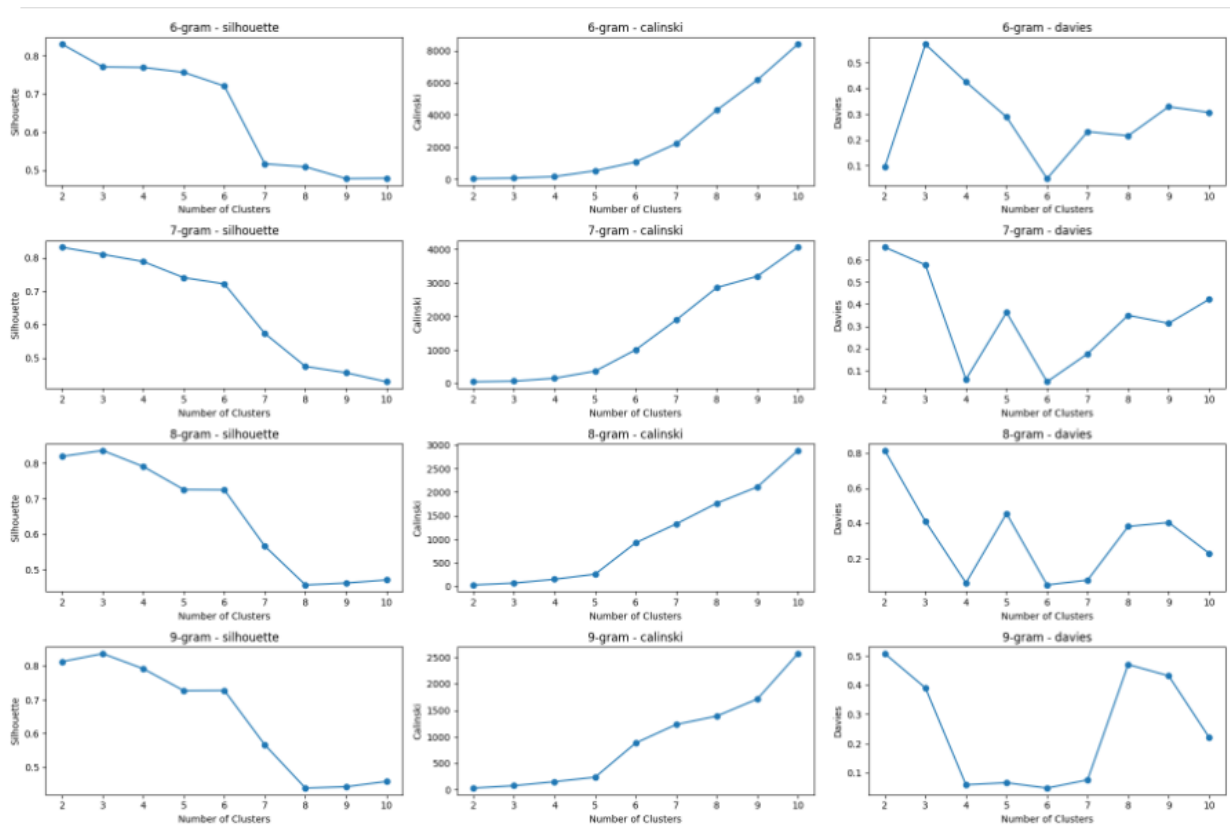 6-gram - silhouette
Silhouette
0.8
0.7
0.6
0.5
2 3 4 5 6 7 8 9 10
Number of Clusters
6-gram - calinski
Calinski
8000
6000
4000
2000
0
2 3 4 5 6 7 8 9 10
Number of Clusters
6-gram - davies
Davies
0.5
0.4
0.3
0.2
0.1
2 3 4 5 6 7 8 9 10
Number of Clusters
7-gram - silhouette
Silhouette
0.8
0.7
0.6
0.5
2 3 4 5 6 7 8 9 10
Number of Clusters
7-gram - calinski
Calinski
4000
3000
2000
1000
0
2 3 4 5 6 7 8 9 10
Number of Clusters
7-gram - davies
Davies
0.6
0.5
0.4
0.3
0.2
0.1
2 3 4 5 6 7 8 9 10
Number of Clusters
8-gram - silhouette
Silhouette
0.8
0.7
0.6
0.5
2 3 4 5 6 7 8 9 10
Number of Clusters
8-gram - calinski
Calinski
3000
2500
2000
1500
1000
500
0
2 3 4 5 6 7 8 9 10
Number of Clusters
8-gram - davies
Davies
0.8
0.6
0.4
0.2
2 3 4 5 6 7 8 9 10
Number of Clusters
9-gram - silhouette
Silhouette
0.8
0.7
0.6
0.5
2 3 4 5 6 7 8 9 10
Number of Clusters
9-gram - calinski
Calinski
2500
2000
1500
1000
500
0
2 3 4 5 6 7 8 9 10
Number of Clusters
9-gram - davies
Davies
0.5
0.4
0.3
0.2
0.1
2 3 4 5 6 7 8 9 10
Number of Clusters